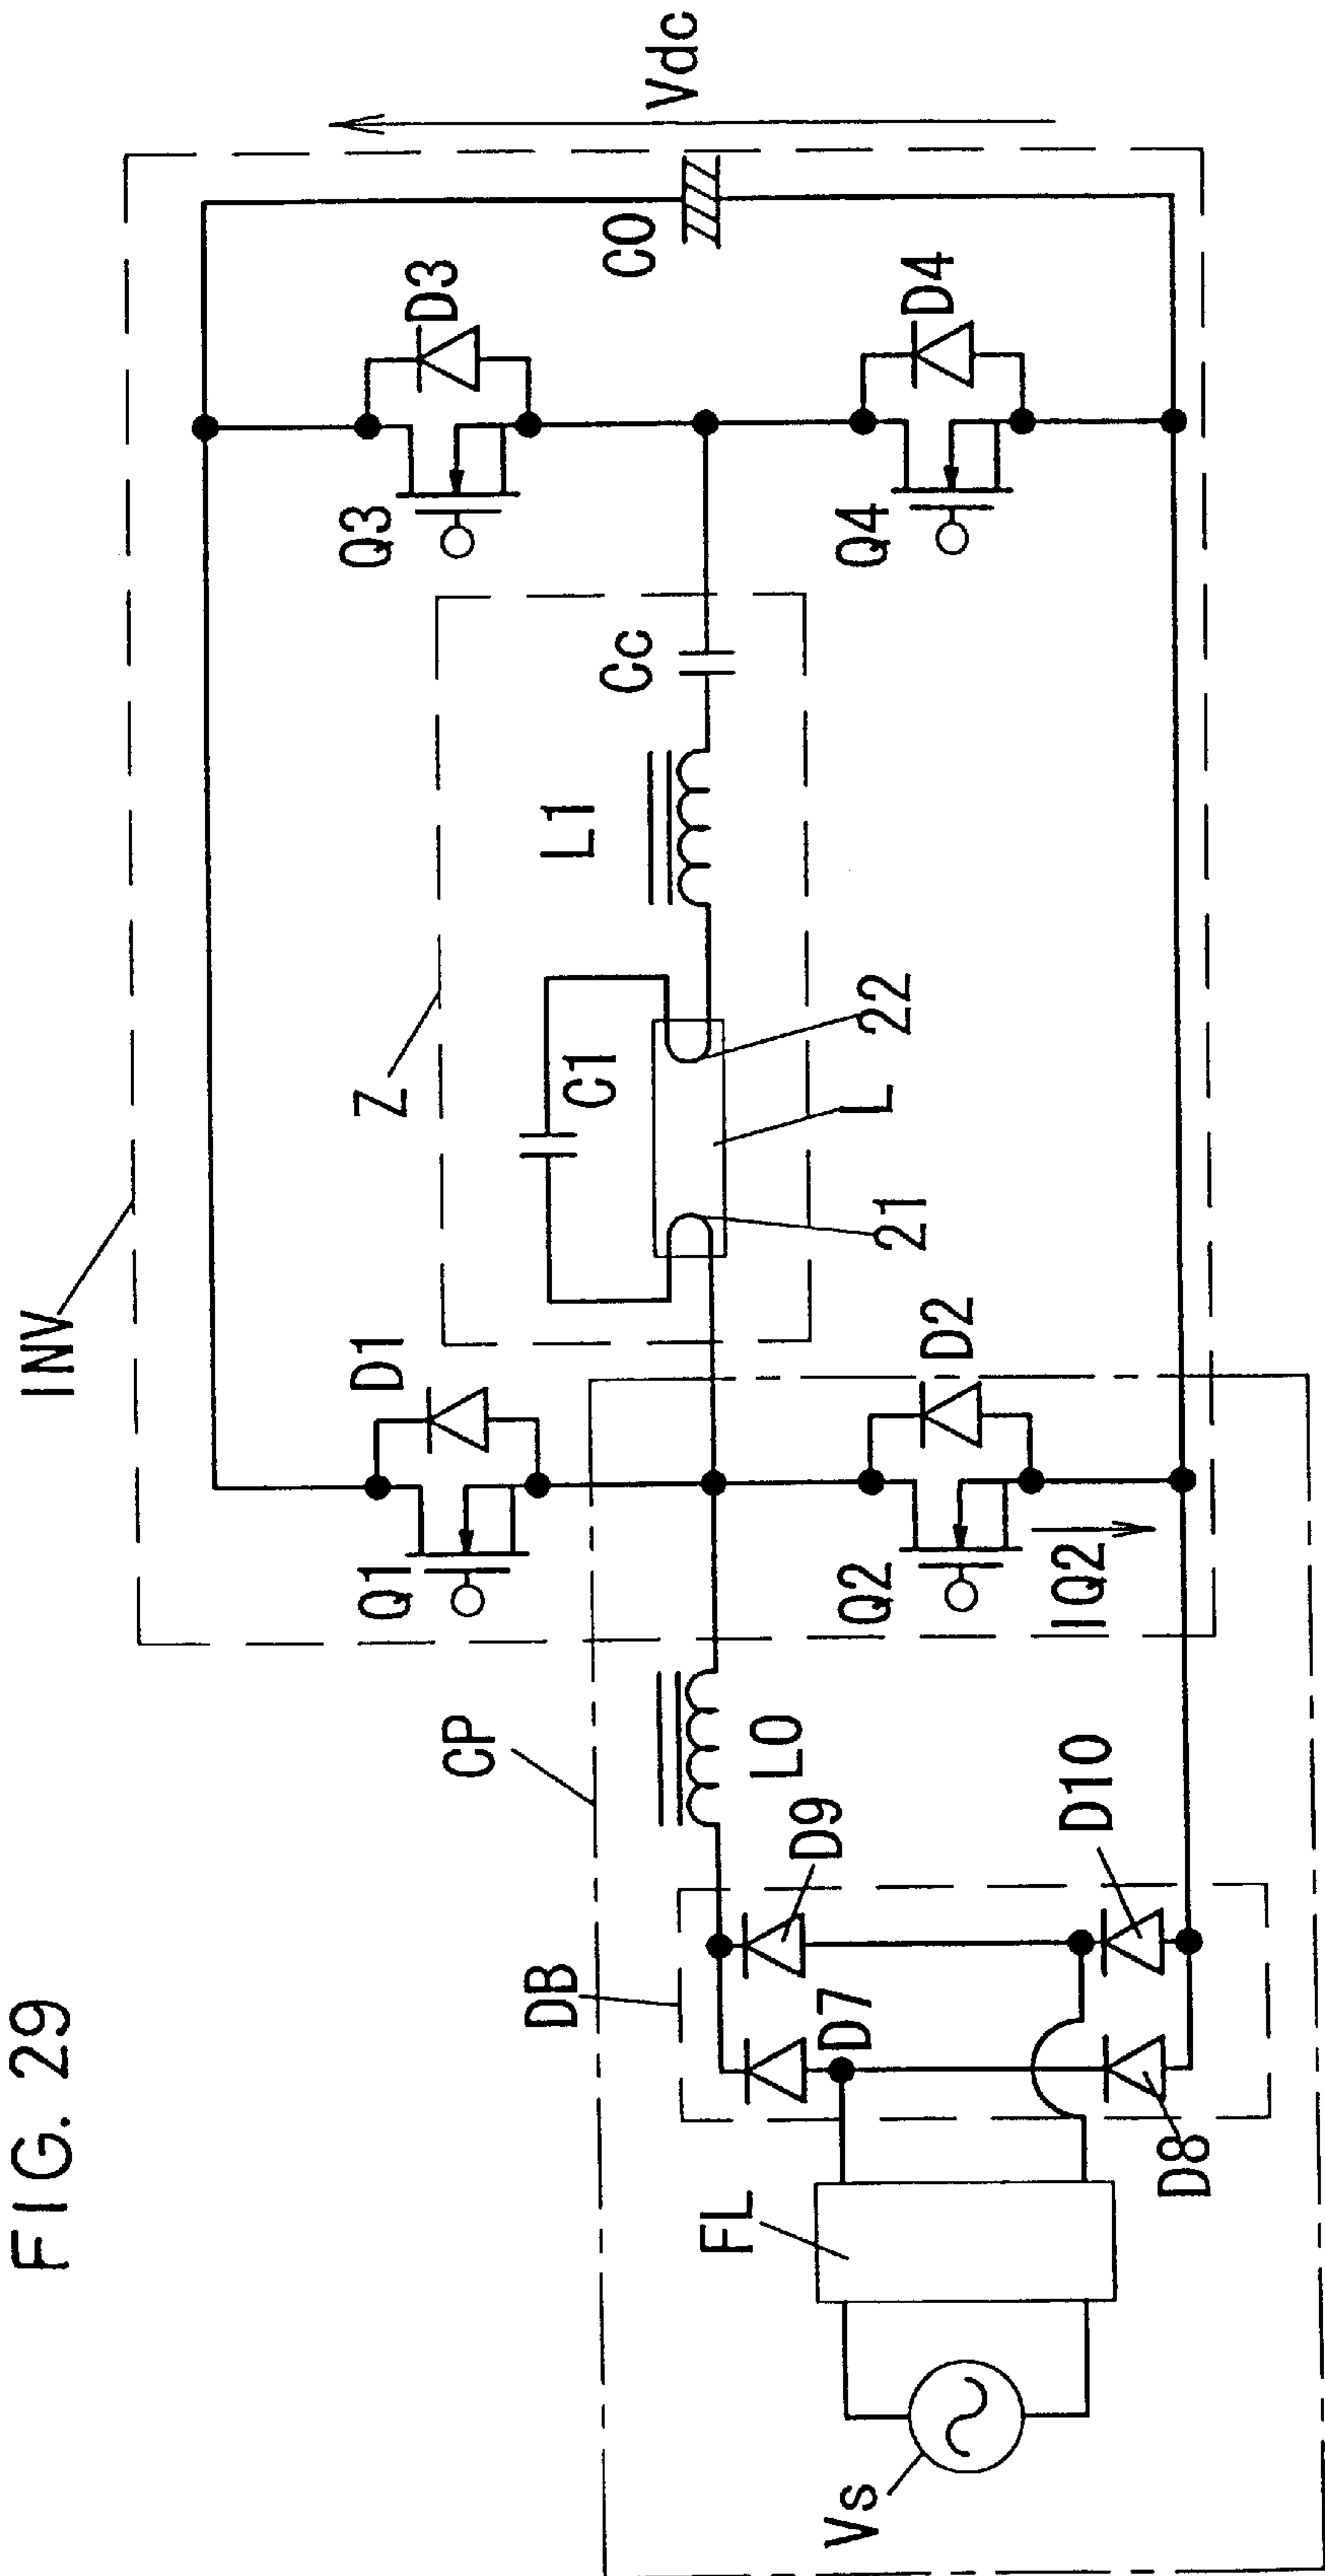 FIG. 29
INV
Vdc
CO
D3
Q3
D4
Q4
Z
Cc
L1
C1
22
L
21
D1
Q1
D2
Q2
IQ2
CP
LO
D9
D10
DB
D7
D8
FL
Vs